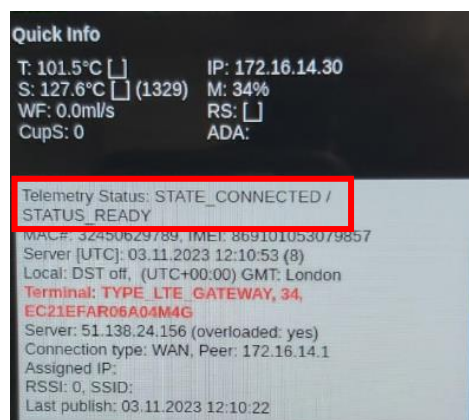 Quick Info
T: 101.5°C [_] IP: 172.16.14.30
S: 127.6°C [_] (1329) M: 34%
WF: 0.0ml/s RS: [_]
CupS: 0 ADA:
Telemetry Status: STATE_CONNECTED /
STATUS_READY
MAC#: 32450629789, IMEI: 869101053079857
Server [UTC]: 03.11.2023 12:10:53 (8)
Local: DST off, (UTC+00:00) GMT: London
Terminal: TYPE_LTE_GATEWAY, 34,
EC21EFAR06A04M4G
Server: 51.138.24.156 (overloaded: yes)
Connection type: WAN, Peer: 172.16.14.1
Assigned IP:
RSSI: 0, SSID:
Last publish: 03.11.2023 12:10:22